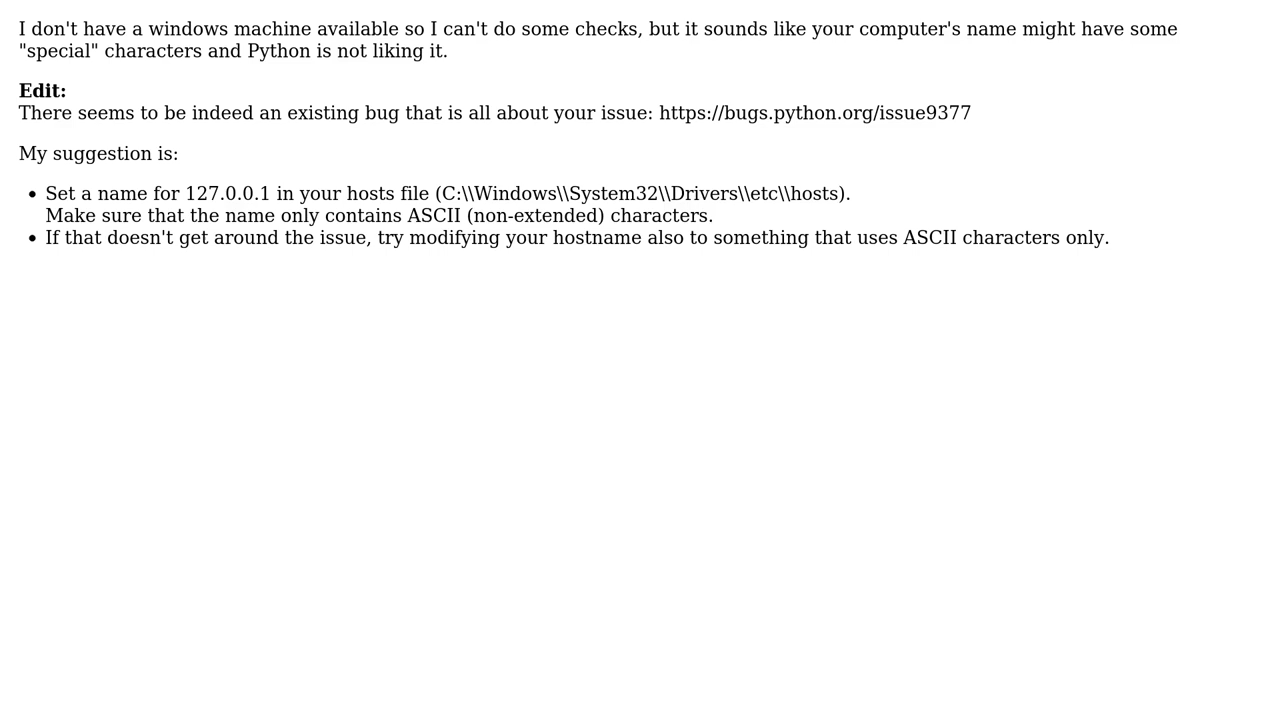 I don't have a windows machine available so I can't do some checks, but it sounds like your computer's name might have some
"special" characters and Python is not liking it.
Edit:
There seems to be indeed an existing bug that is all about your issue: https://bugs.python.org/issue9377
My suggestion is:
• Set a name for 127.0.0.1 in your hosts file (C:\\Windows\\System32\\Drivers\\etc\\hosts).
Make sure that the name only contains ASCII (non-extended) characters.
• If that doesn't get around the issue, try modifying your hostname also to something that uses ASCII characters only.